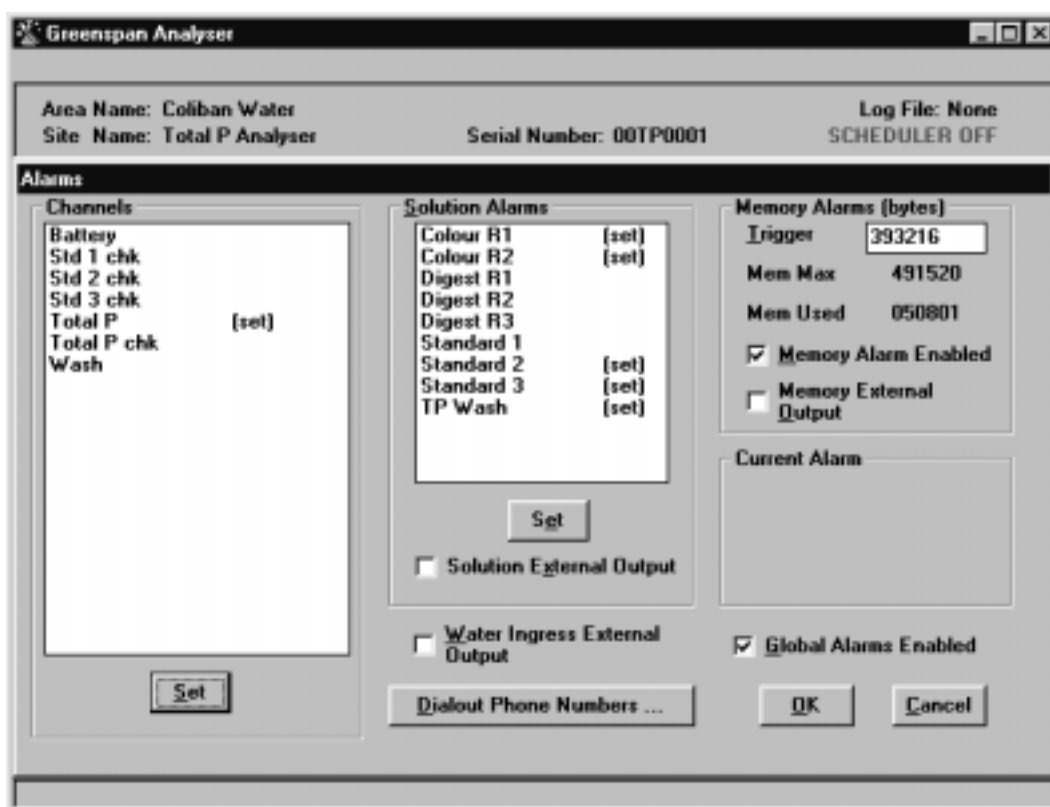 Greenspan Analyser
Area Name: Coliban Water
Log File: None
Site Name: Total P Analyser
Serial Number: 00TP0001
SCHEDULER OFF
Alarms
Channels
Battery
Std 1 chk
Std 2 chk
Std 3 chk
Total P (set)
Total P chk
Wash
Set
Solution Alarms
Colour R1 (set)
Colour R2 (set)
Digest R1
Digest R2
Digest R3
Standard 1
Standard 2 (set)
Standard 3 (set)
TP Wash (set)
Set
Solution External Output
Water Ingress External
Output
Dialout Phone Numbers ...
Memory Alarms (bytes)
Trigger 393216
Mem Max 491520
Mem Used 050801
Memory Alarm Enabled
Memory External
Output
Current Alarm
Global Alarms Enabled
OK
Cancel